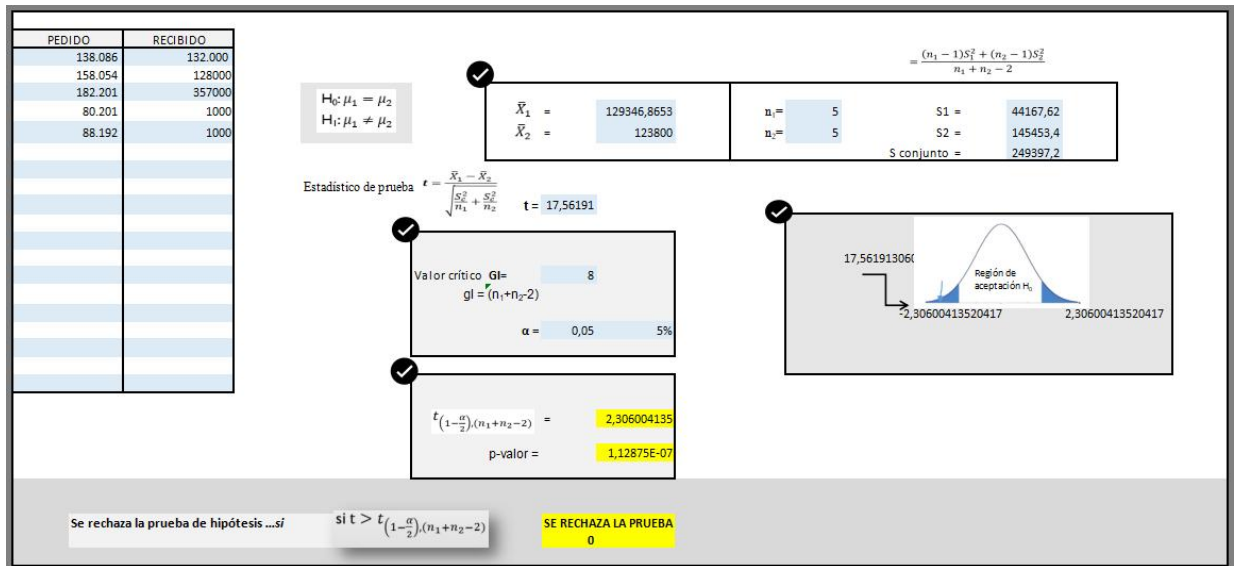 PEDIDO RECIBIDO
138.086 132.000
158.054 128000
182.201 357000
80.201 1000
88.192 1000
H₀: μ₁ = μ₂
H₁: μ₁ ≠ μ₂
= (n₁ − 1)S₁² + (n₂ − 1)S₂² / n₁ + n₂ − 2
X̄₁ = 129346,8653 n₁= 5 S1 = 44167,62
X̄₂ = 123800 n₂= 5 S2 = 145453,4
S conjunto = 249397,2
Estadístico de prueba t = X̄₁ − X̄₂ / √(S꜀²/n₁ + S꜀²/n₂) t = 17,56191
Valor crítico Gl= 8
gl = (n₁+n₂-2)
α = 0,05 5%
17,561913060
Región de
aceptación H₀
-2,30600413520417 2,30600413520417
t(1−α/2),(n₁+n₂−2) = 2,306004135
p-valor = 1,12875E-07
Se rechaza la prueba de hipótesis ...si si t > t(1−α/2),(n₁+n₂−2) SE RECHAZA LA PRUEBA
0